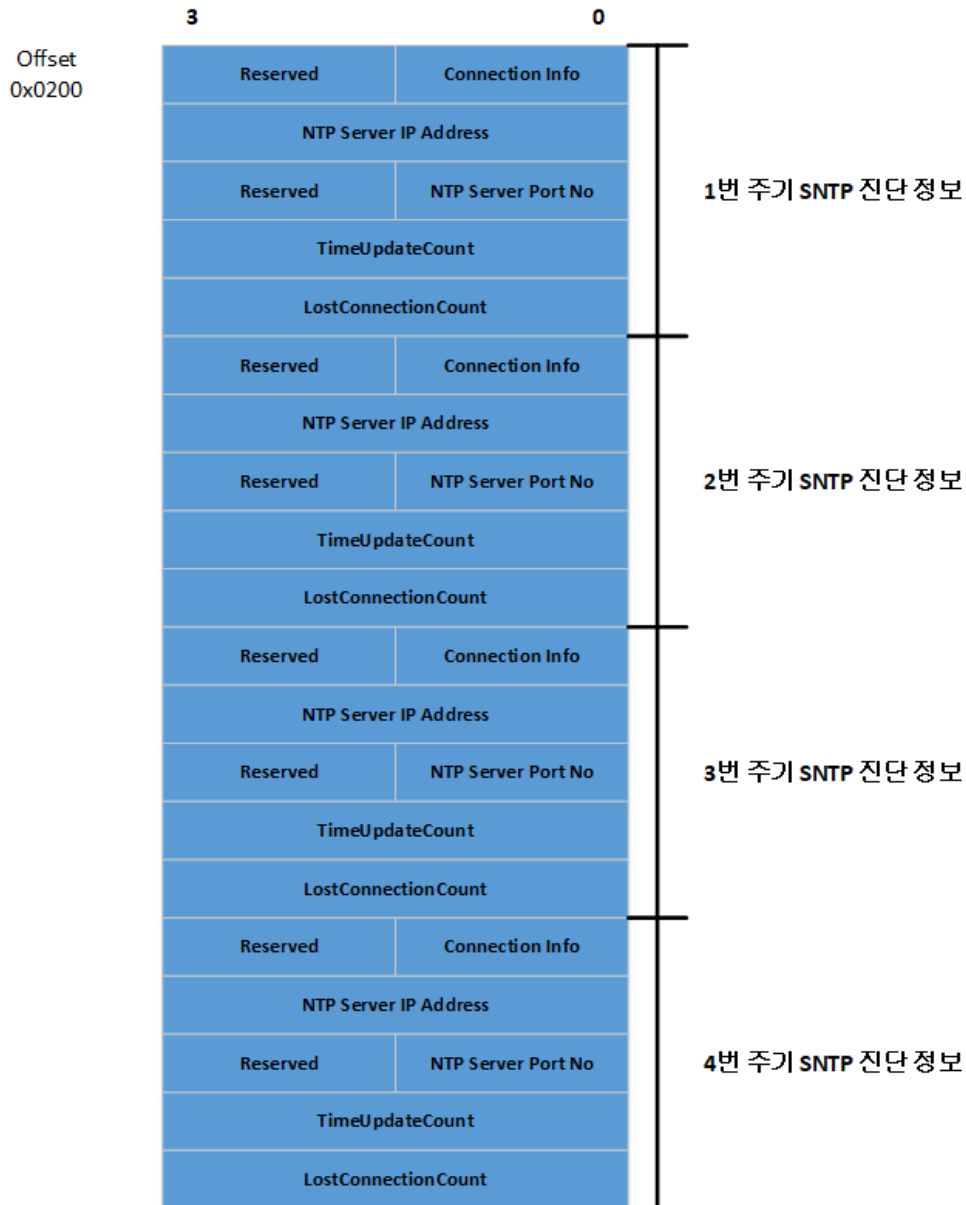 3 0
Offset
0x0200
Reserved Connection Info
NTP Server IP Address
Reserved NTP Server Port No
TimeUpdateCount
LostConnectionCount
1번 주기 SNTP 진단 정보
Reserved Connection Info
NTP Server IP Address
Reserved NTP Server Port No
TimeUpdateCount
LostConnectionCount
2번 주기 SNTP 진단 정보
Reserved Connection Info
NTP Server IP Address
Reserved NTP Server Port No
TimeUpdateCount
LostConnectionCount
3번 주기 SNTP 진단 정보
Reserved Connection Info
NTP Server IP Address
Reserved NTP Server Port No
TimeUpdateCount
LostConnectionCount
4번 주기 SNTP 진단 정보